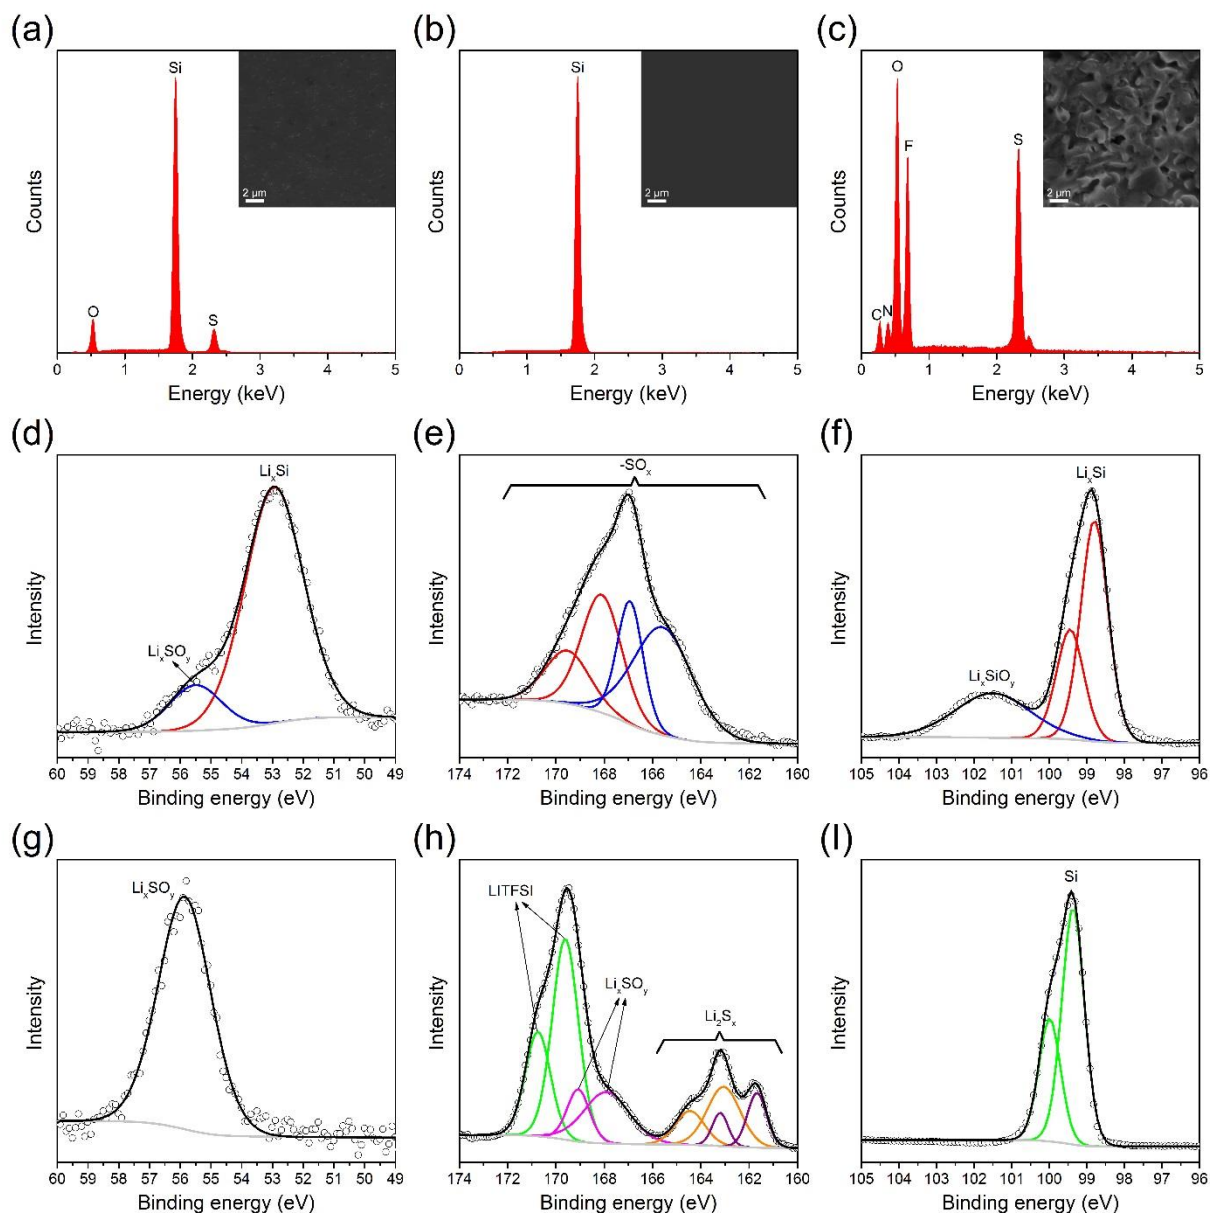 (a)
Counts
Si
O
S
2 µm
0 1 2 3 4 5
Energy (keV)
(b)
Counts
Si
2 µm
0 1 2 3 4 5
Energy (keV)
(c)
Counts
O
F
S
C
N
2 µm
0 1 2 3 4 5
Energy (keV)
(d)
Intensity
LiₓSi
LiₓSOᵧ
60 59 58 57 56 55 54 53 52 51 50 49
Binding energy (eV)
(e)
Intensity
-SOₓ
174 172 170 168 166 164 162 160
Binding energy (eV)
(f)
Intensity
LiₓSi
LiₓSiOᵧ
105 104 103 102 101 100 99 98 97 96
Binding energy (eV)
(g)
Intensity
LiₓSOᵧ
60 59 58 57 56 55 54 53 52 51 50 49
Binding energy (eV)
(h)
Intensity
LITFSI
LiₓSOᵧ
Li₂Sₓ
174 172 170 168 166 164 162 160
Binding energy (eV)
(I)
Intensity
Si
105 104 103 102 101 100 99 98 97 96
Binding energy (eV)